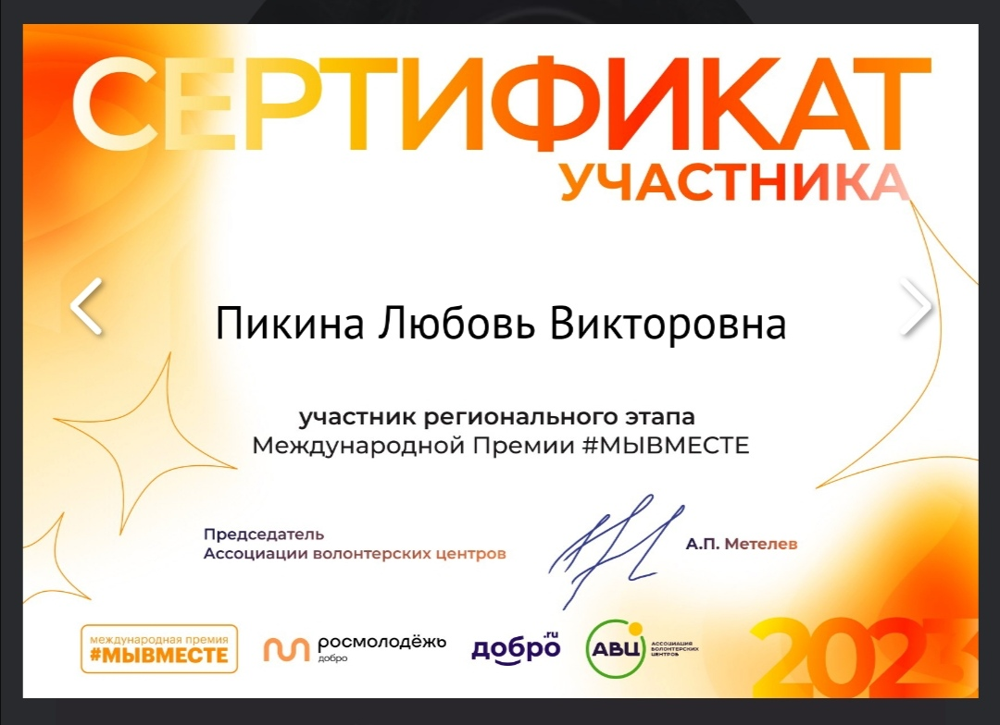 СЕРТИФИКАТ
УЧАСТНИКА
Пикина Любовь Викторовна
участник регионального этапа
Международной Премии #МЫВМЕСТЕ
Председатель
Ассоциации волонтерских центров
А.П. Метелев
международная премия
#МЫВМЕСТЕ
росмолодёжь
добро
добро.ru
АВЦ
АССОЦИАЦИЯ
ВОЛОНТЕРСКИХ
ЦЕНТРОВ
2023